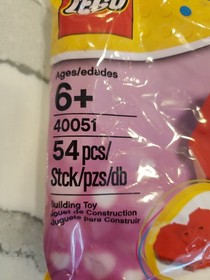 LEGO
Ages/edades
6+
40051
54 pcs/
Stck/pzs/db
Building Toy
Jouet de Construction
Juguete para Construir